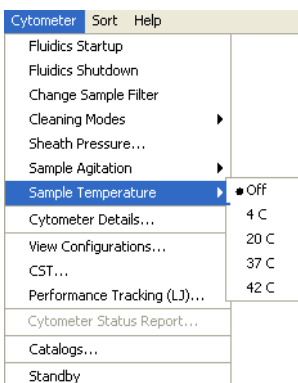 Cytometer Sort Help
Fluidics Startup
Fluidics Shutdown
Change Sample Filter
Cleaning Modes
Sheath Pressure...
Sample Agitation
Sample Temperature
Off
4 C
20 C
37 C
42 C
Cytometer Details...
View Configurations...
CST...
Performance Tracking (LJ)...
Cytometer Status Report...
Catalogs...
Standby